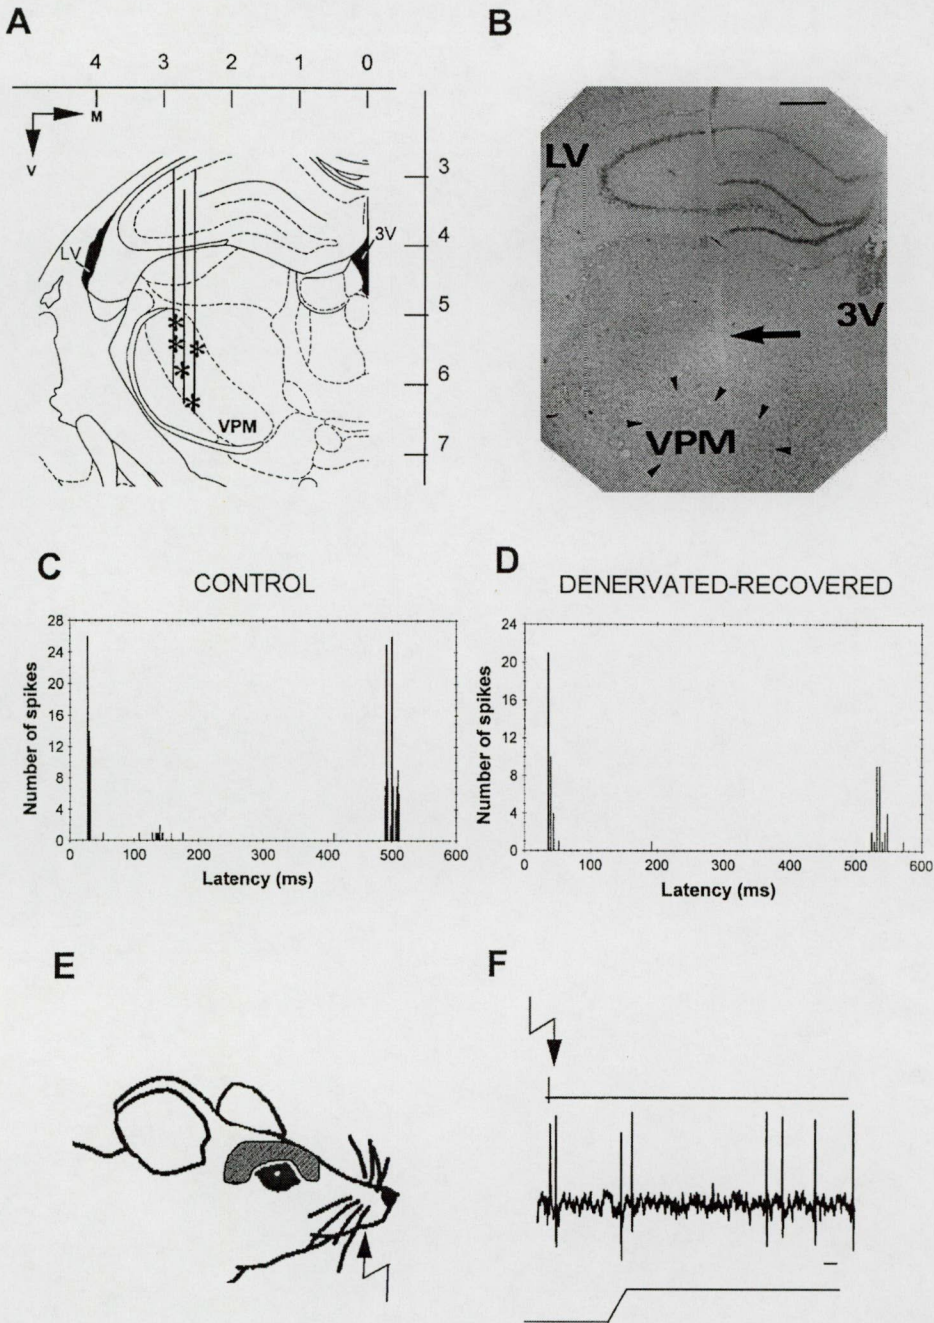 A
4 3 2 1 0
M
V
3
4
5
6
7
LV
3V
VPM
B
LV
3V
VPM
C
CONTROL
Number of spikes
28
24
20
16
12
8
4
0
0 100 200 300 400 500 600
Latency (ms)
D
DENERVATED-RECOVERED
Number of spikes
24
20
16
12
8
4
0
0 100 200 300 400 500 600
Latency (ms)
E
F